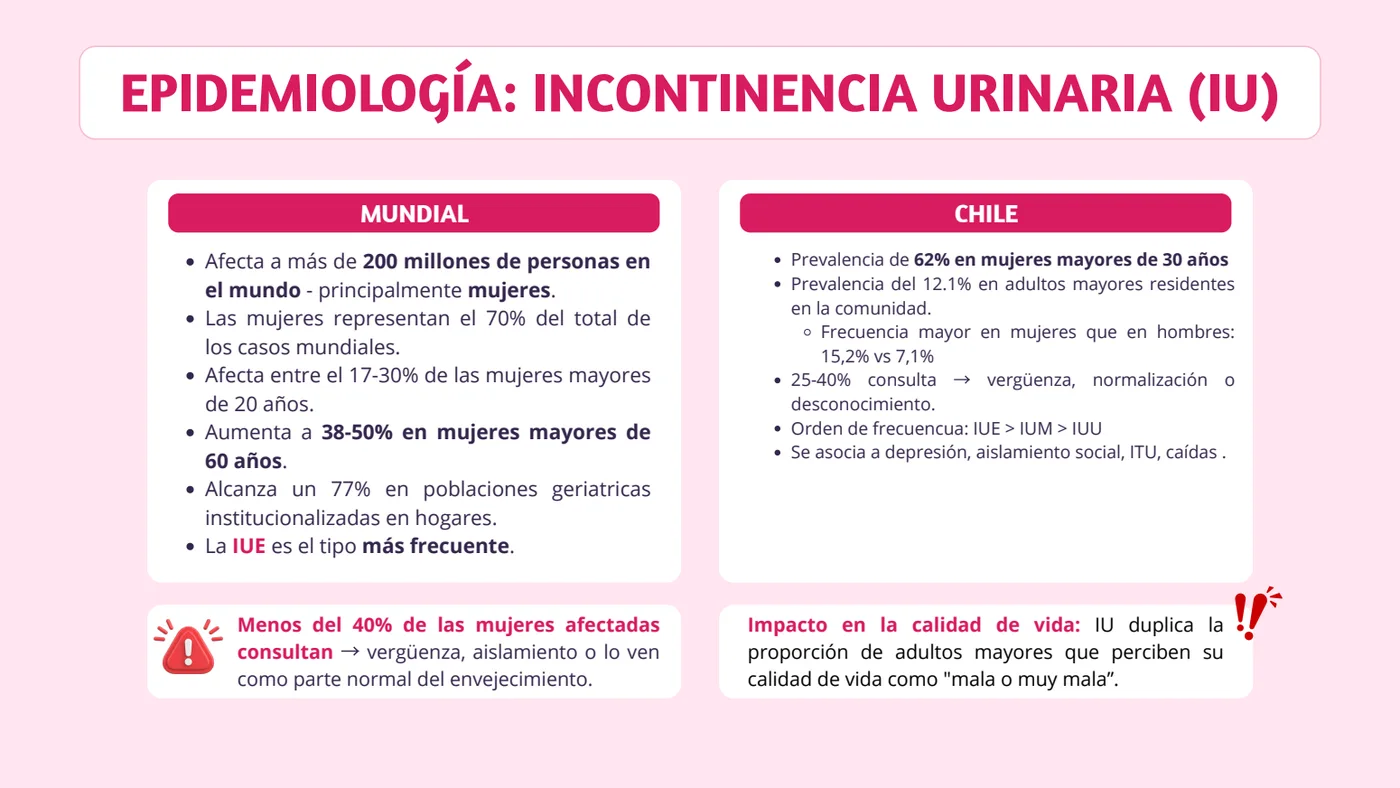 EPIDEMIOLOGÍA: INCONTINENCIA URINARIA (IU)
MUNDIAL
• Afecta a más de 200 millones de personas en
el mundo - principalmente mujeres.
• Las mujeres representan el 70% del total de
los casos mundiales.
• Afecta entre el 17-30% de las mujeres mayores
de 20 años.
• Aumenta a 38-50% en mujeres mayores de
60 años.
• Alcanza un 77% en poblaciones geriatricas
institucionalizadas en hogares.
• La IUE es el tipo más frecuente.
CHILE
• Prevalencia de 62% en mujeres mayores de 30 años
• Prevalencia del 12.1% en adultos mayores residentes
en la comunidad.
◦ Frecuencia mayor en mujeres que en hombres:
15,2% vs 7,1%
• 25-40% consulta → vergüenza, normalización o
desconocimiento.
• Orden de frecuencua: IUE > IUM > IUU
• Se asocia a depresión, aislamiento social, ITU, caídas .
Menos del 40% de las mujeres afectadas
consultan → vergüenza, aislamiento o lo ven
como parte normal del envejecimiento.
Impacto en la calidad de vida: IU duplica la
proporción de adultos mayores que perciben su
calidad de vida como "mala o muy mala”.